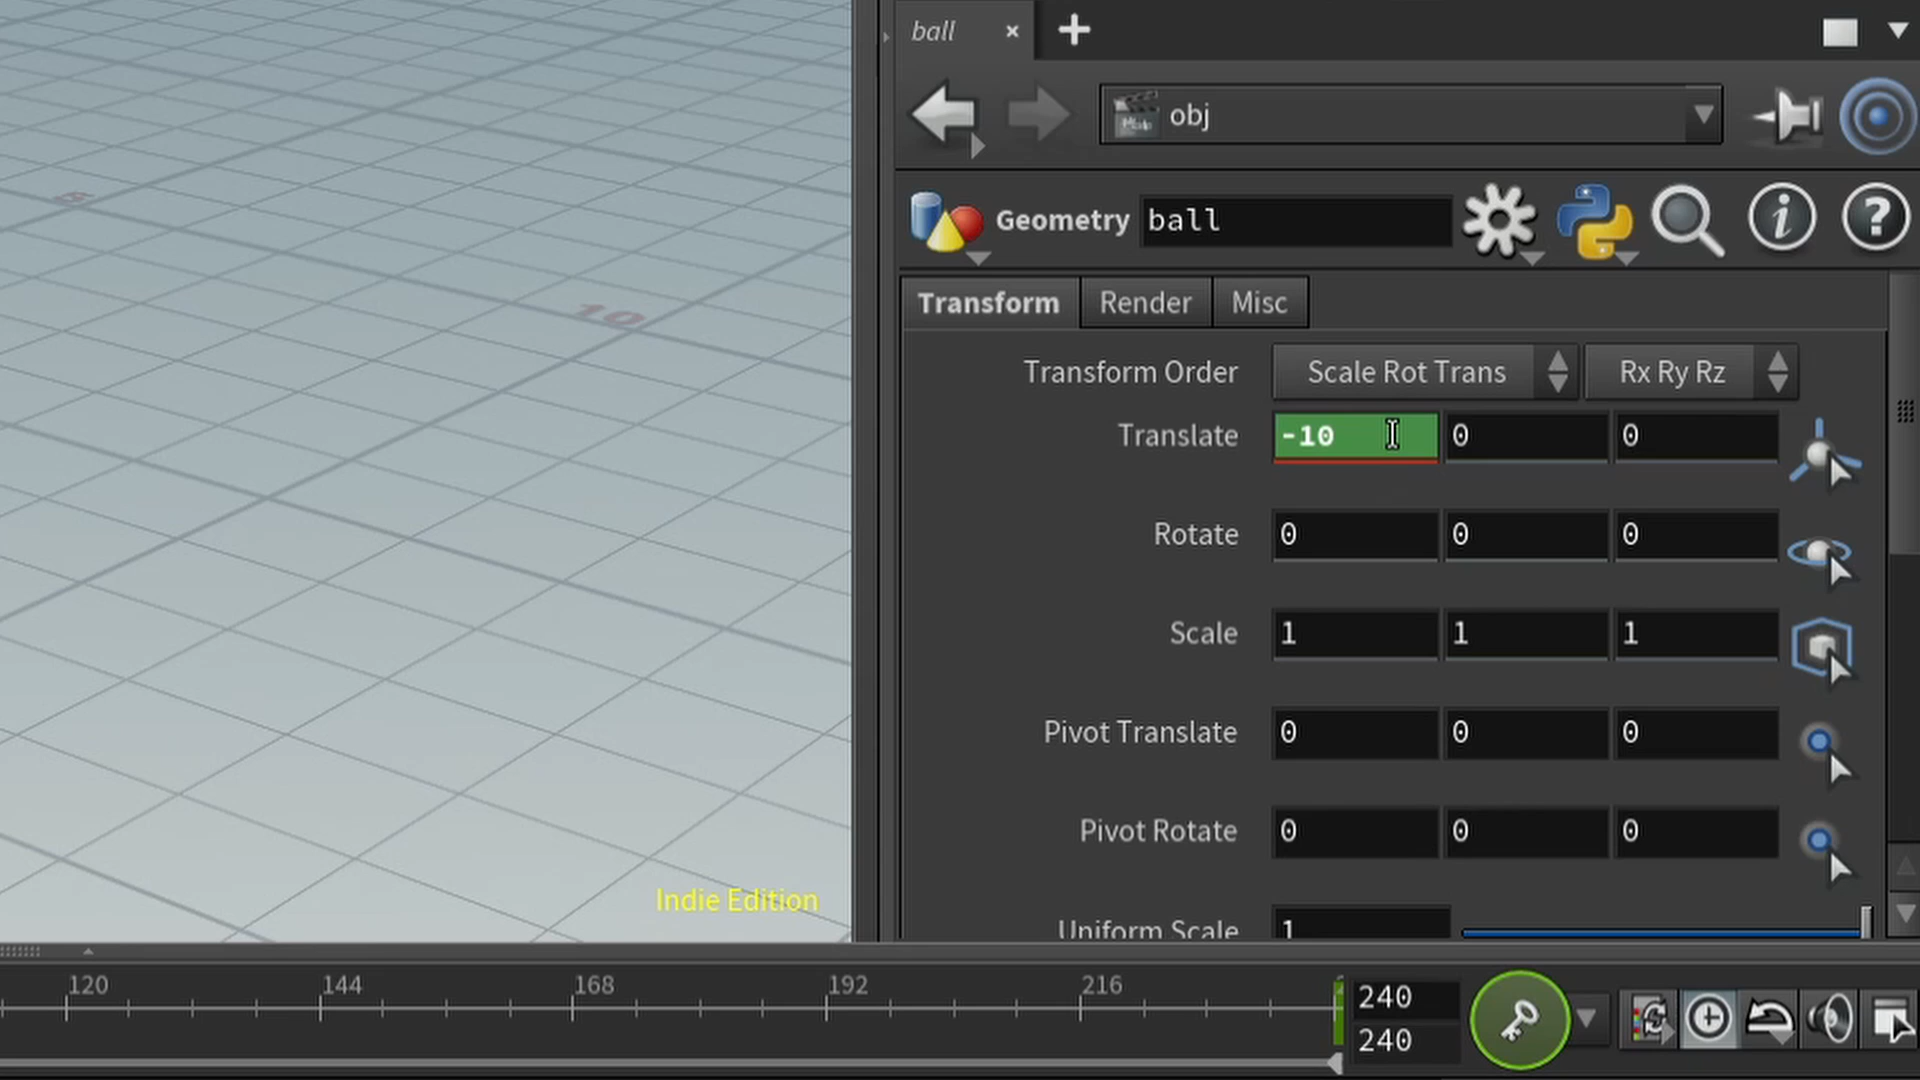 ball
obj
Geometry ball
Transform Render Misc
Transform Order Scale Rot Trans Rx Ry Rz
Translate -10 0 0
Rotate 0 0 0
Scale 1 1 1
Pivot Translate 0 0 0
Pivot Rotate 0 0 0
Uniform Scale 1
5
10
Indie Edition
120 144 168 192 216
240
240